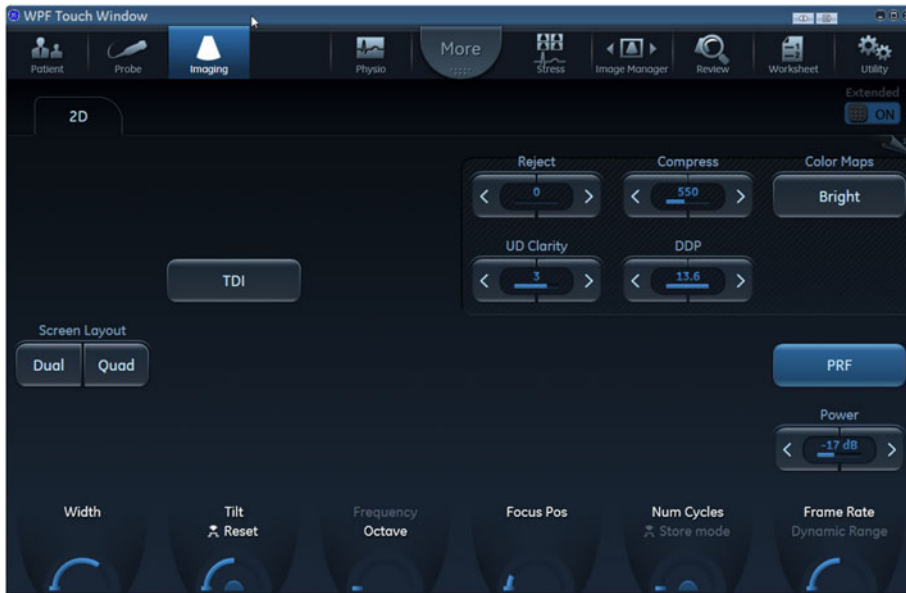 WPF Touch Window
Patient
Probe
Imaging
Physio
More
Stress
Image Manager
Review
Worksheet
Utility
Extended
ON
2D
Reject
Compress
Color Maps
0
550
Bright
UD Clarity
DDP
3
13.6
TDI
Screen Layout
Dual
Quad
PRF
Power
-17 dB
Width
Tilt
Reset
Frequency
Octave
Focus Pos
Num Cycles
Store mode
Frame Rate
Dynamic Range